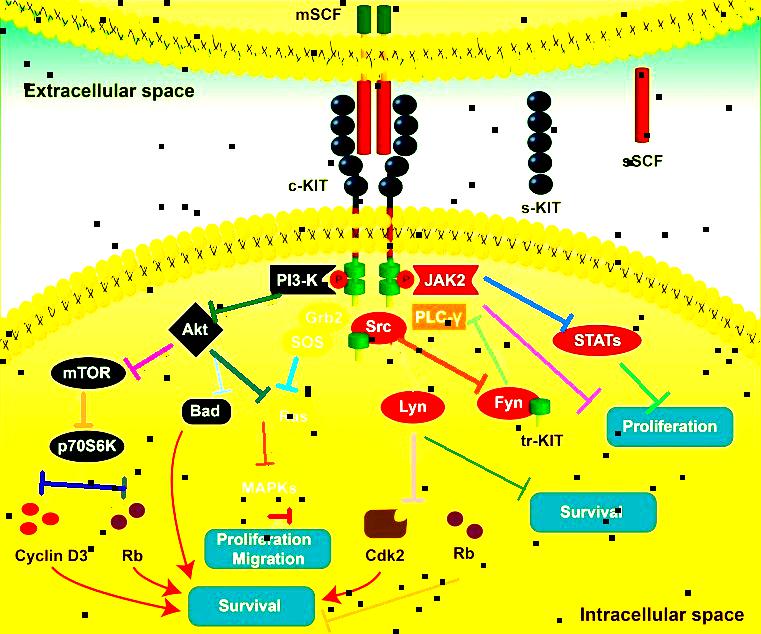 mSCF
Extracellular space
sSCF
c-KIT
s-KIT
PI3-K
P
P
JAK2
Grb2
SOS
Src
PLC-γ
Akt
STATs
mTOR
Bad
Ras
Lyn
Fyn
tr-KIT
Proliferation
p70S6K
MAPKs
Survival
Proliferation
Migration
Cyclin D3
Rb
Cdk2
Rb
Survival
Intracellular space